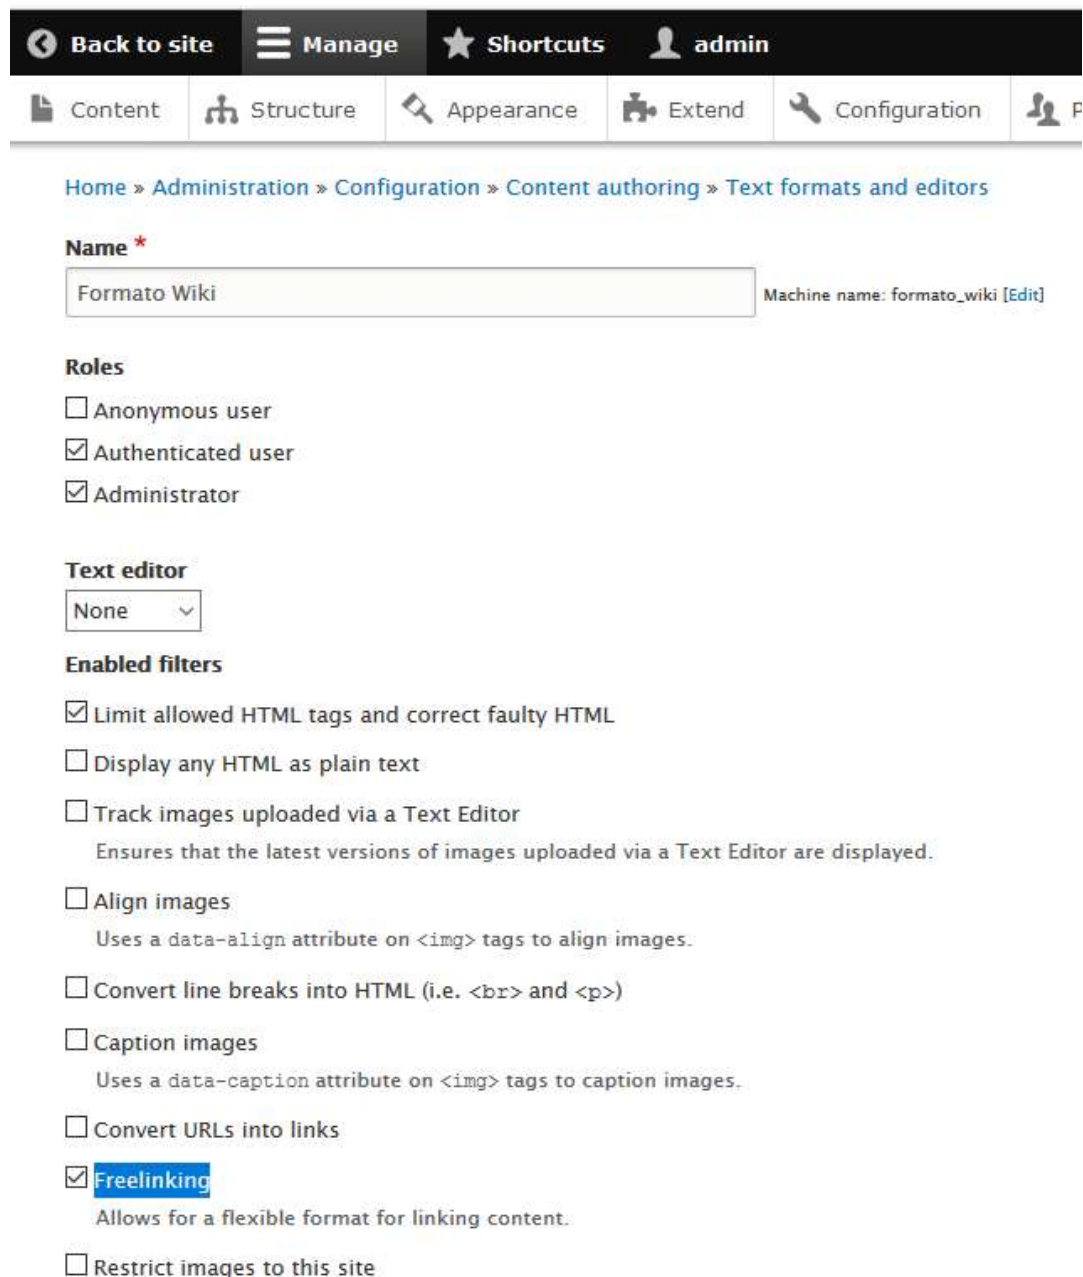 Back to site Manage Shortcuts admin
Content Structure Appearance Extend Configuration P
Home » Administration » Configuration » Content authoring » Text formats and editors
Name *
Formato Wiki Machine name: formato_wiki [Edit]
Roles
Anonymous user
Authenticated user
Administrator
Text editor
None
Enabled filters
Limit allowed HTML tags and correct faulty HTML
Display any HTML as plain text
Track images uploaded via a Text Editor
Ensures that the latest versions of images uploaded via a Text Editor are displayed.
Align images
Uses a data-align attribute on <img> tags to align images.
Convert line breaks into HTML (i.e. <br> and <p>)
Caption images
Uses a data-caption attribute on <img> tags to caption images.
Convert URLs into links
Freelinking
Allows for a flexible format for linking content.
Restrict images to this site